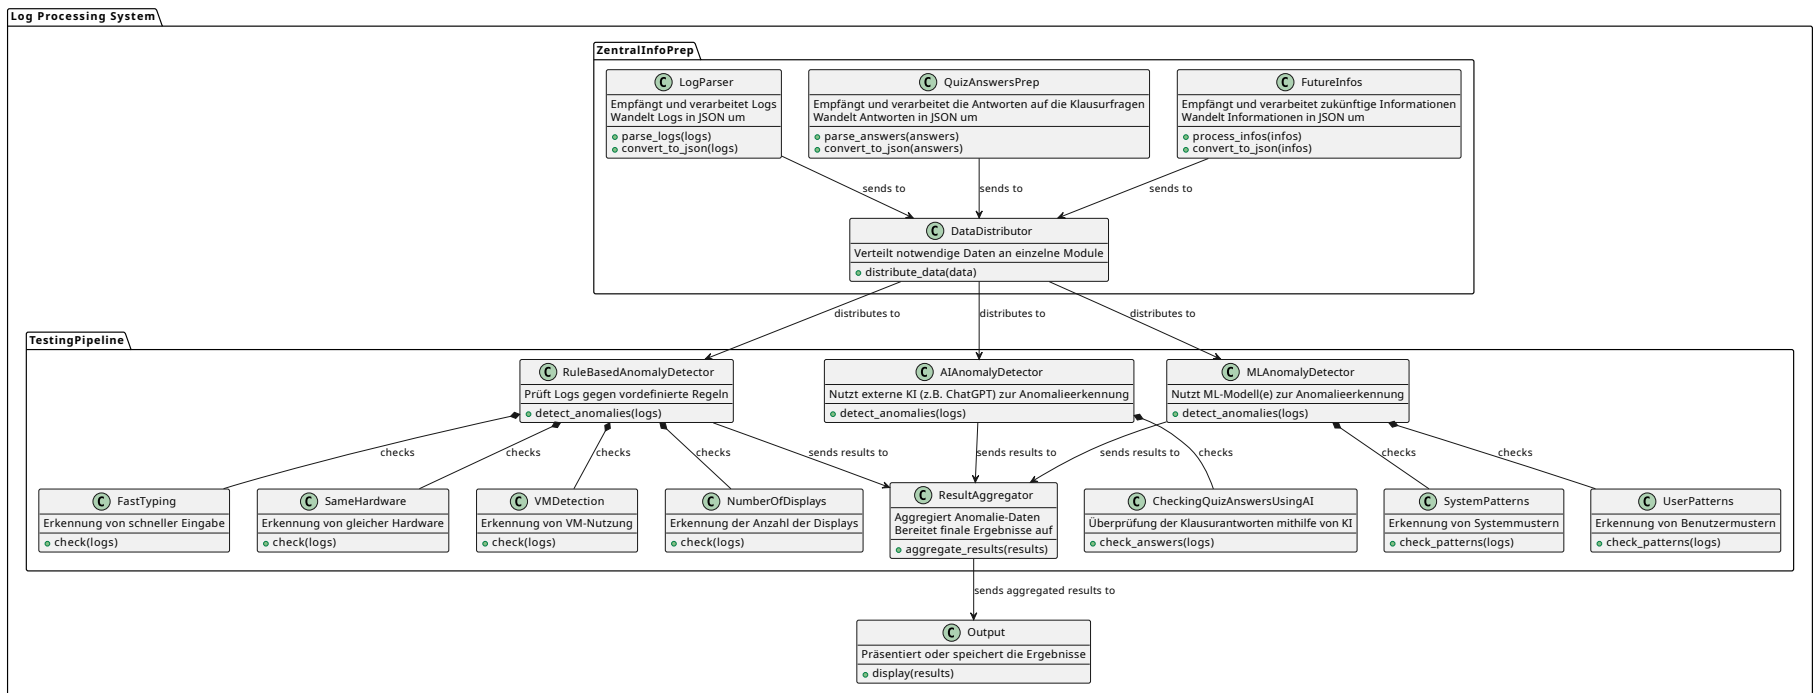 Log Processing System
ZentralInfoPrep
C LogParser
Empfängt und verarbeitet Logs
Wandelt Logs in JSON um
parse_logs(logs)
convert_to_json(logs)
C QuizAnswersPrep
Empfängt und verarbeitet die Antworten auf die Klausurfragen
Wandelt Antworten in JSON um
parse_answers(answers)
convert_to_json(answers)
C FutureInfos
Empfängt und verarbeitet zukünftige Informationen
Wandelt Informationen in JSON um
process_infos(infos)
convert_to_json(infos)
sends to
sends to
sends to
C DataDistributor
Verteilt notwendige Daten an einzelne Module
distribute_data(data)
distributes to
distributes to
distributes to
TestingPipeline
C RuleBasedAnomalyDetector
Prüft Logs gegen vordefinierte Regeln
detect_anomalies(logs)
C AIAnomalyDetector
Nutzt externe KI (z.B. ChatGPT) zur Anomalieerkennung
detect_anomalies(logs)
C MLAnomalyDetector
Nutzt ML-Modell(e) zur Anomalieerkennung
detect_anomalies(logs)
checks
checks
checks
checks
sends results to
sends results to
sends results to
checks
checks
checks
C FastTyping
Erkennung von schneller Eingabe
check(logs)
C SameHardware
Erkennung von gleicher Hardware
check(logs)
C VMDetection
Erkennung von VM-Nutzung
check(logs)
C NumberOfDisplays
Erkennung der Anzahl der Displays
check(logs)
C ResultAggregator
Aggregiert Anomalie-Daten
Bereitet finale Ergebnisse auf
aggregate_results(results)
C CheckingQuizAnswersUsingAI
Überprüfung der Klausurantworten mithilfe von KI
check_answers(logs)
C SystemPatterns
Erkennung von Systemmustern
check_patterns(logs)
C UserPatterns
Erkennung von Benutzermustern
check_patterns(logs)
sends aggregated results to
C Output
Präsentiert oder speichert die Ergebnisse
display(results)